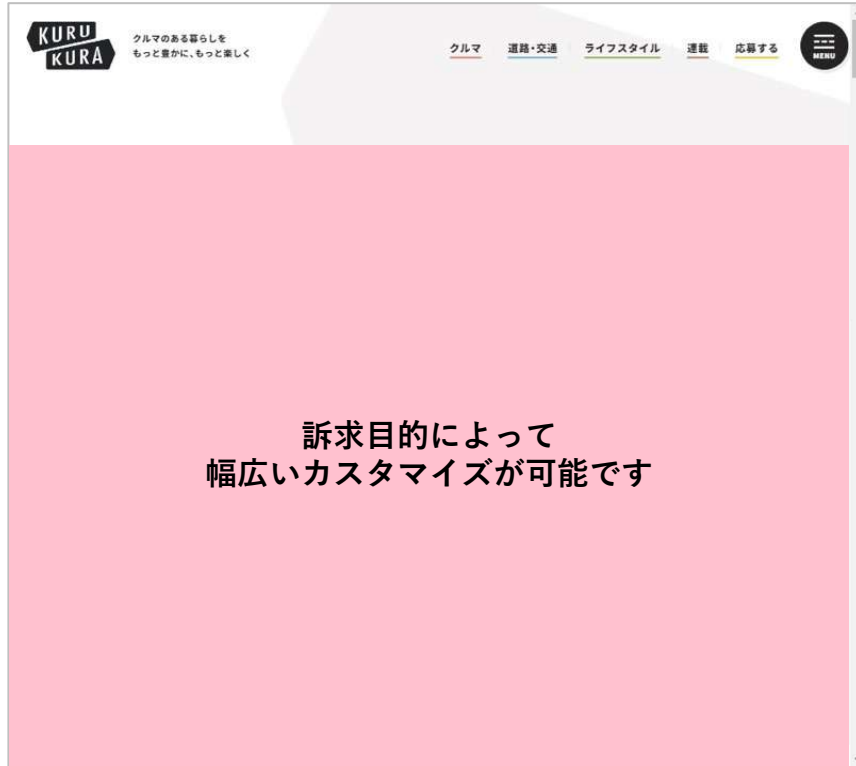 KURU
KURA
クルマのある暮らしを
もっと豊かに、もっと楽しく
クルマ 道路・交通 ライフスタイル 連載 応募する
MENU
訴求目的によって
幅広いカスタマイズが可能です